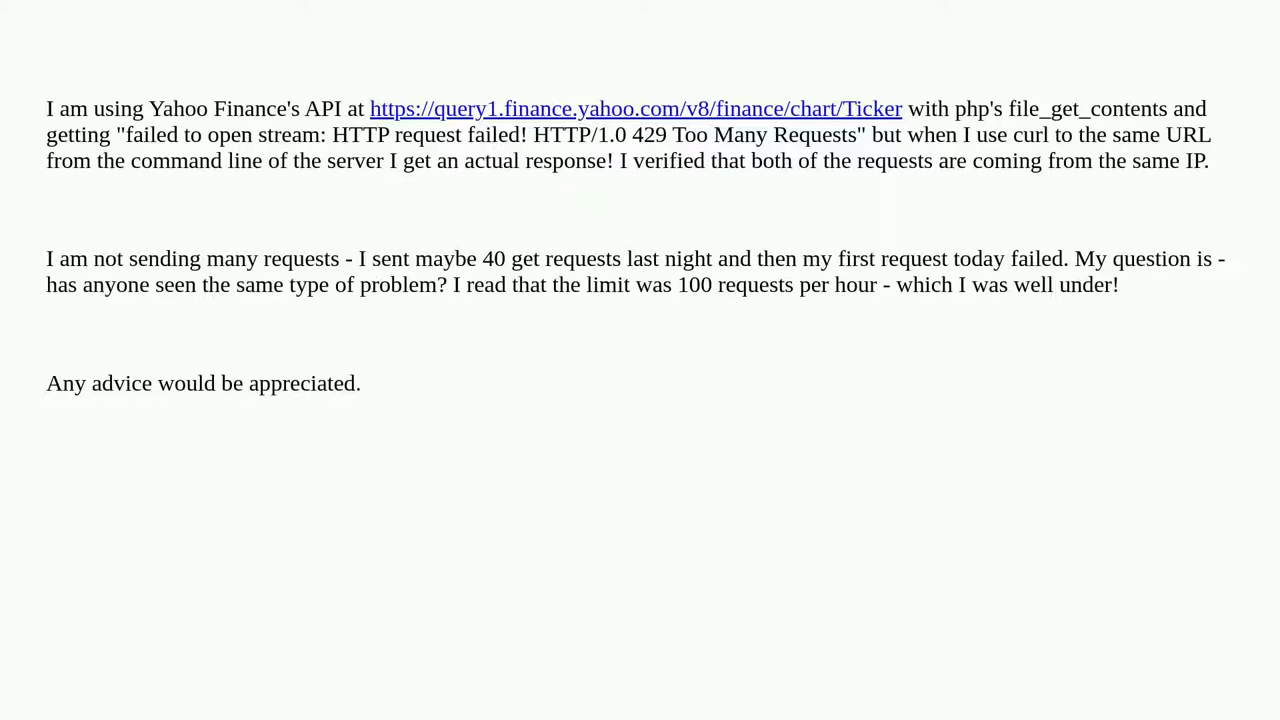 I am using Yahoo Finance's API at https://query1.finance.yahoo.com/v8/finance/chart/Ticker with php's file_get_contents and
getting "failed to open stream: HTTP request failed! HTTP/1.0 429 Too Many Requests" but when I use curl to the same URL
from the command line of the server I get an actual response! I verified that both of the requests are coming from the same IP.
I am not sending many requests - I sent maybe 40 get requests last night and then my first request today failed. My question is -
has anyone seen the same type of problem? I read that the limit was 100 requests per hour - which I was well under!
Any advice would be appreciated.